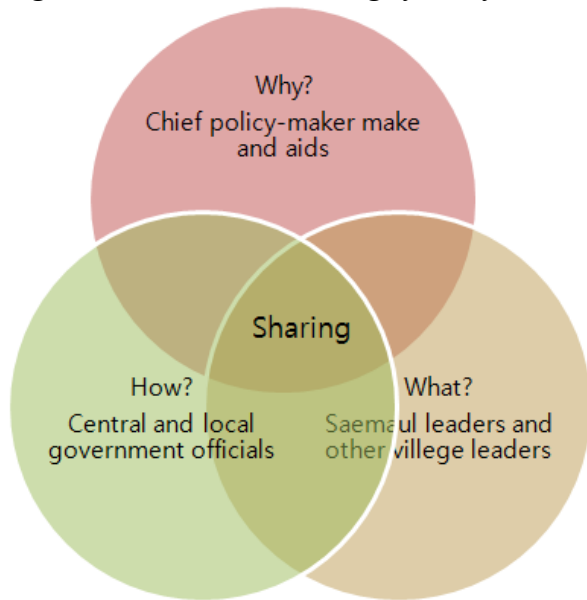 Why?
Chief policy-maker make
and aids
Sharing
How?
Central and local
government officials
What?
Saemaul leaders and
other villege leaders